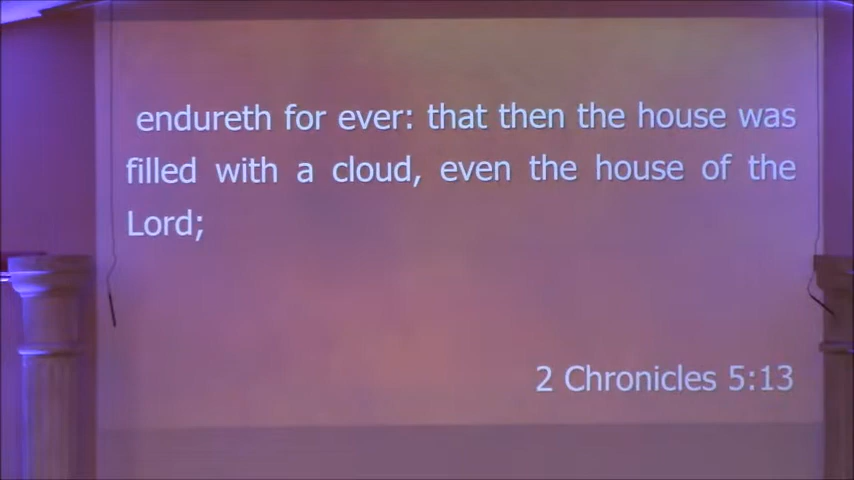 endureth for ever: that then the house was
filled with a cloud, even the house of the
Lord;
2 Chronicles 5:13